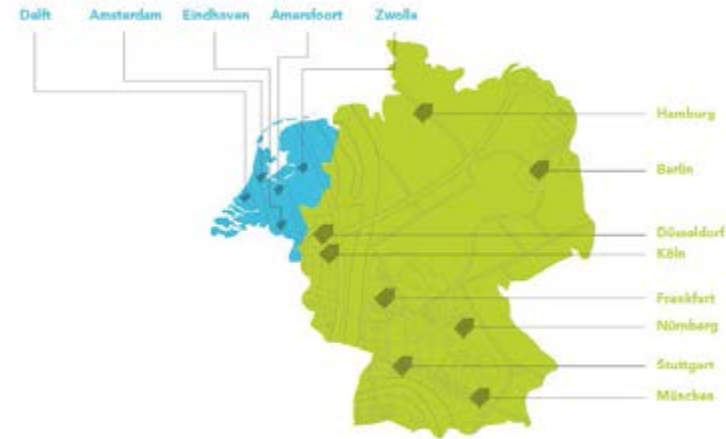 Delft
Amsterdam
Eindhoven
Amersfoort
Zwolle
Hamburg
Berlin
Düsseldorf
Köln
Frankfurt
Nürnberg
Stuttgart
München